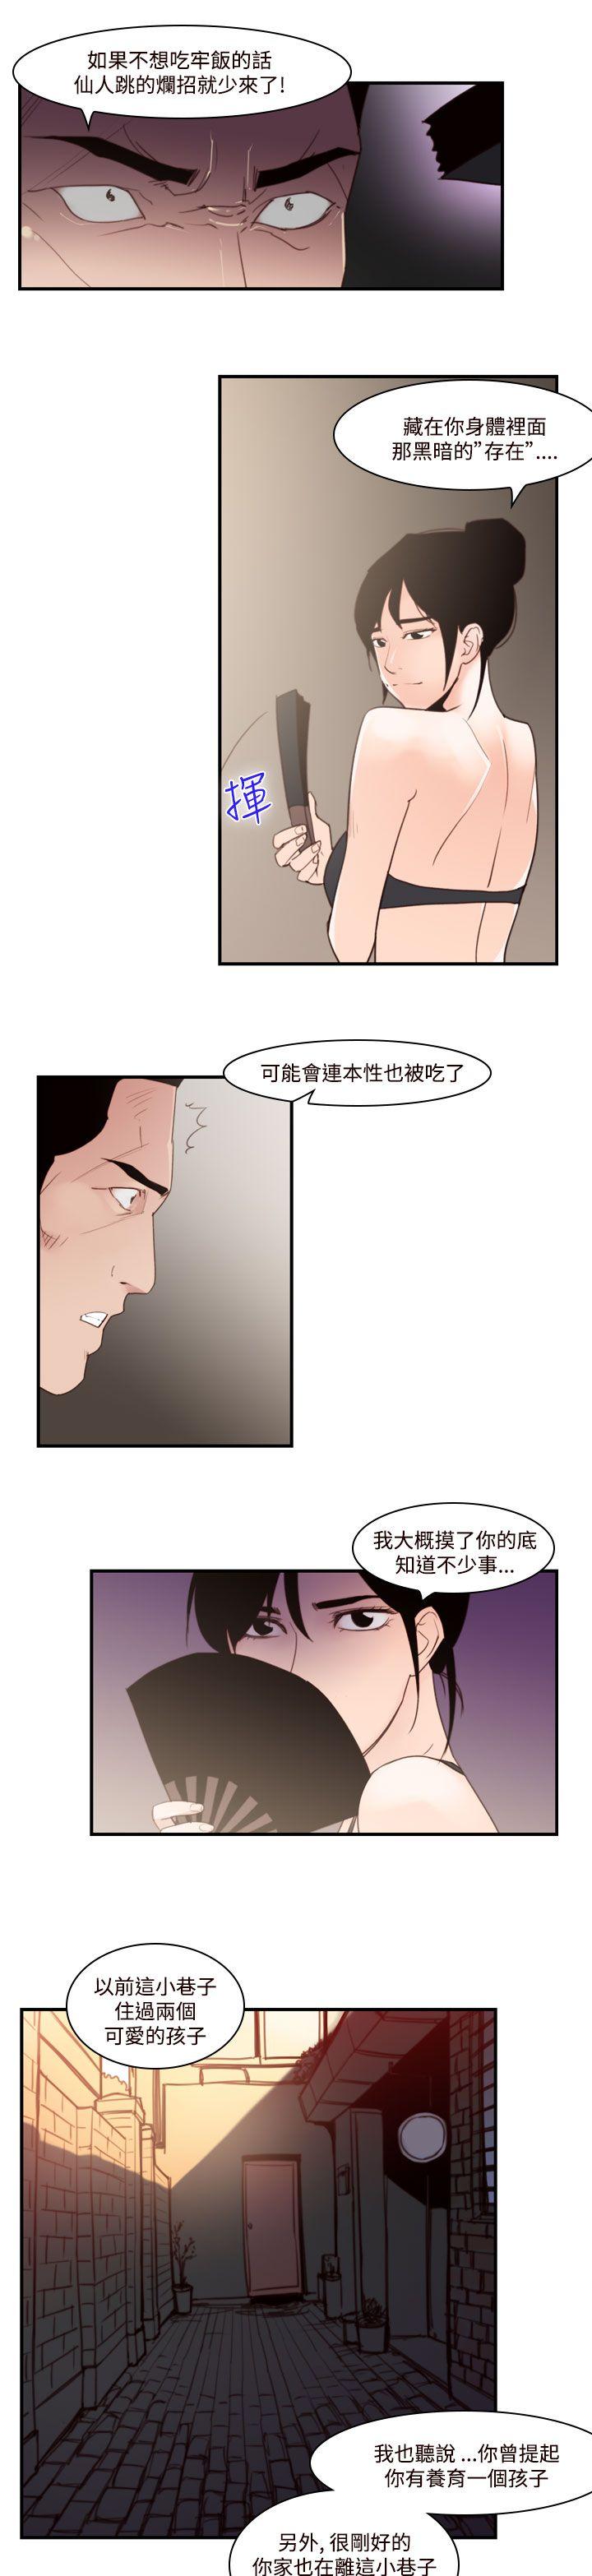 如果不想吃牢飯的話
仙人跳的爛招就少來了!
藏在你身體裡面
那黑暗的”存在”....
揮
可能會連本性也被吃了
我大概摸了你的底
知道不少事...
以前這小巷子
住過兩個
可愛的孩子
我也聽說 ...你曾提起
你有養育一個孩子
另外, 很剛好的
你家也在離這小巷子